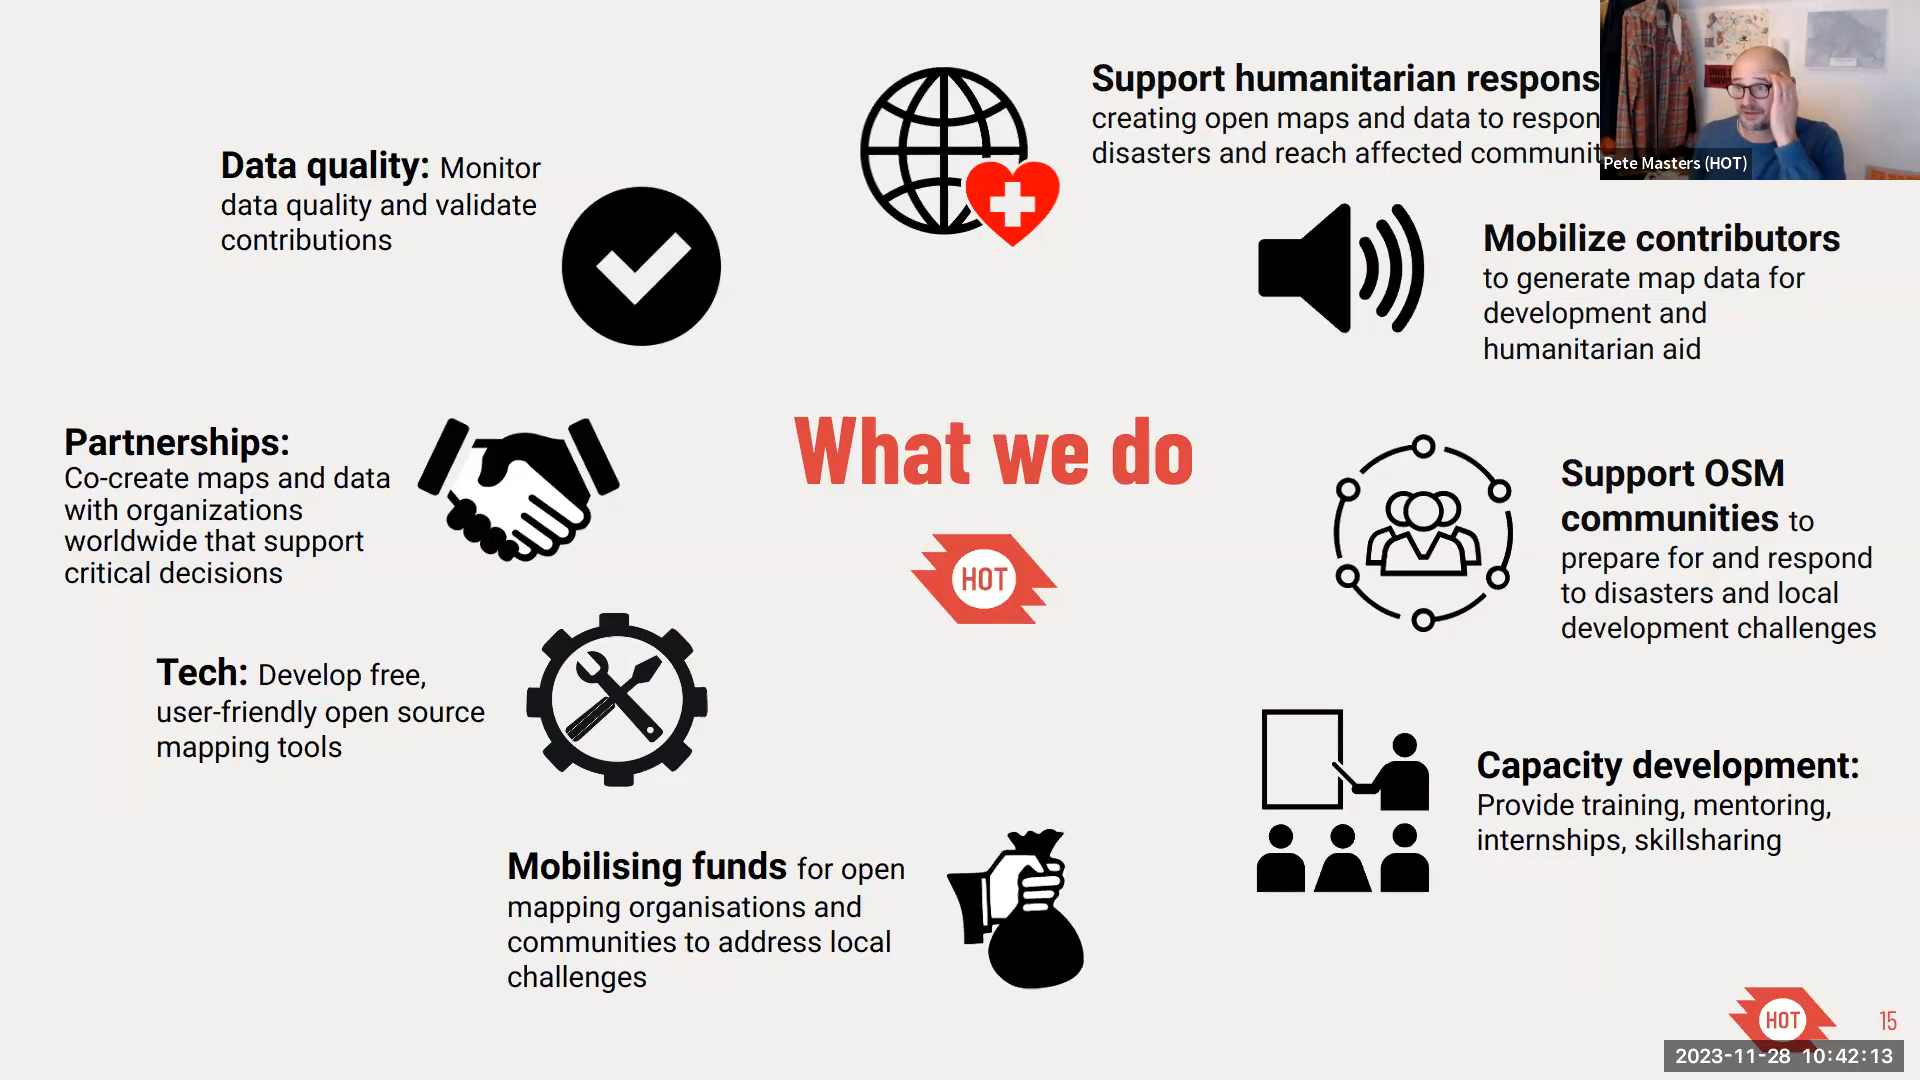 Support humanitarian respons
creating open maps and data to respon
disasters and reach affected communit
Pete Masters (HOT)
Data quality: Monitor
data quality and validate
contributions
Mobilize contributors
to generate map data for
development and
humanitarian aid
Partnerships:
Co-create maps and data
with organizations
worldwide that support
critical decisions
What we do
HOT
Support OSM
communities to
prepare for and respond
to disasters and local
development challenges
Tech: Develop free,
user-friendly open source
mapping tools
Capacity development:
Provide training, mentoring,
internships, skillsharing
Mobilising funds for open
mapping organisations and
communities to address local
challenges
HOT
15
2023-11-28 10:42:13